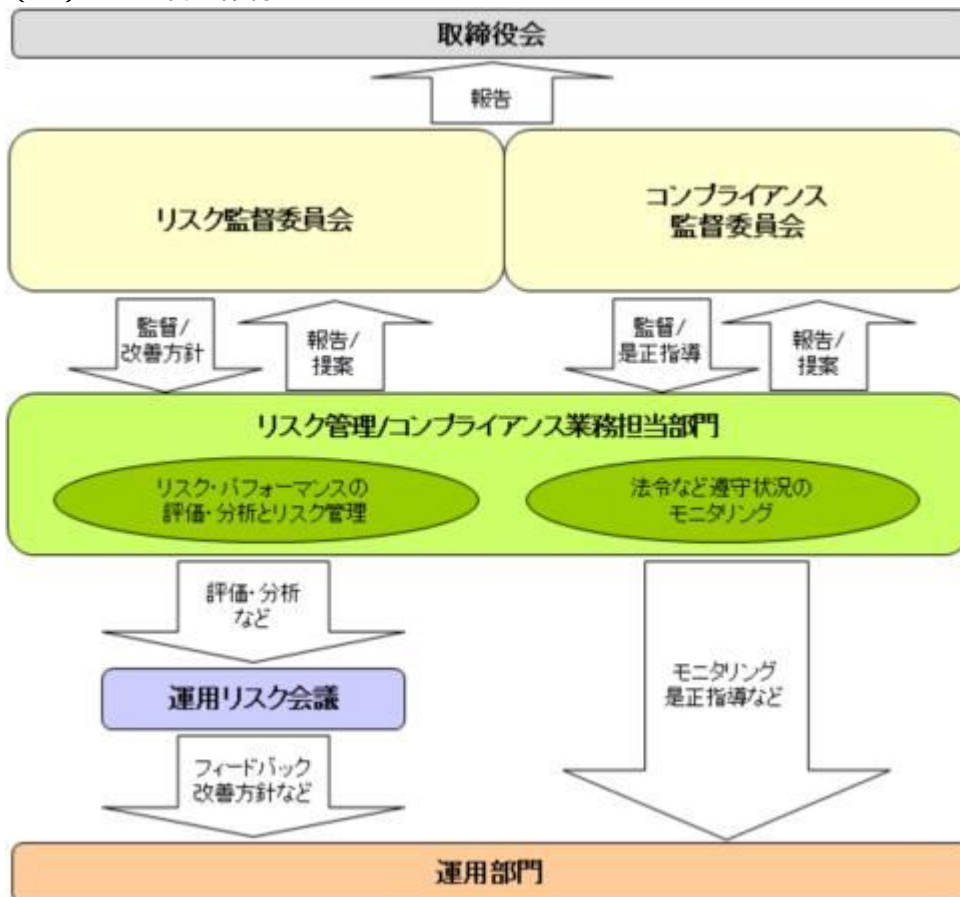 取締役会
報告
リスク監督委員会
コンプライアンス
監督委員会
監督/
改善方針
報告/
提案
監督/
是正指導
報告/
提案
リスク管理/コンプライアンス業務担当部門
リスク・パフォーマンスの
評価・分析とリスク管理
法令など遵守状況の
モニタリング
評価・分析
など
運用リスク会議
モニタリング
是正指導など
フィードバック
改善方針など
運用部門